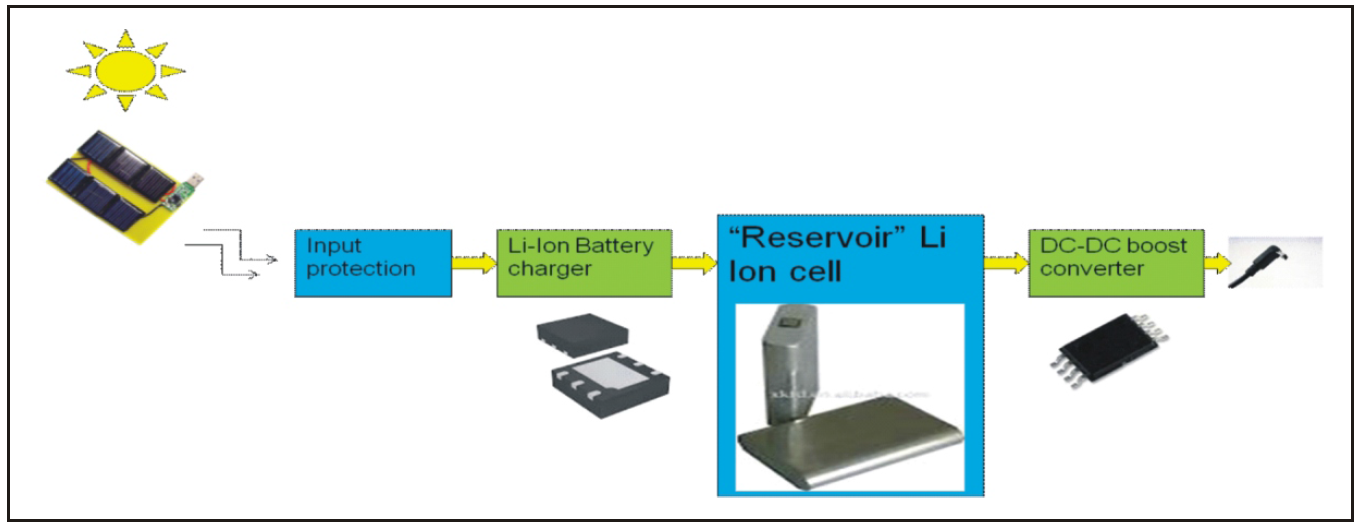 Input
protection
Li-Ion Battery
charger
“Reservoir” Li
Ion cell
DC-DC boost
converter